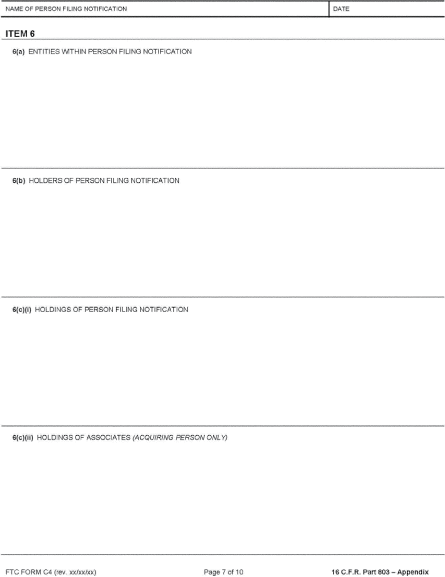 NAME OF PERSON FILING NOTIFICATION DATE
ITEM 6
6(a) ENTITIES WITHIN PERSON FILING NOTIFICATION
6(b) HOLDERS OF PERSON FILING NOTIFICATION
6(c)(i) HOLDINGS OF PERSON FILING NOTIFICATION
6(c)(ii) HOLDINGS OF ASSOCIATES (ACQUIRING PERSON ONLY)
FTC FORM C4 (rev. xx/xx/xx) Page 7 of 10 16 C.F.R. Part 803 – Appendix